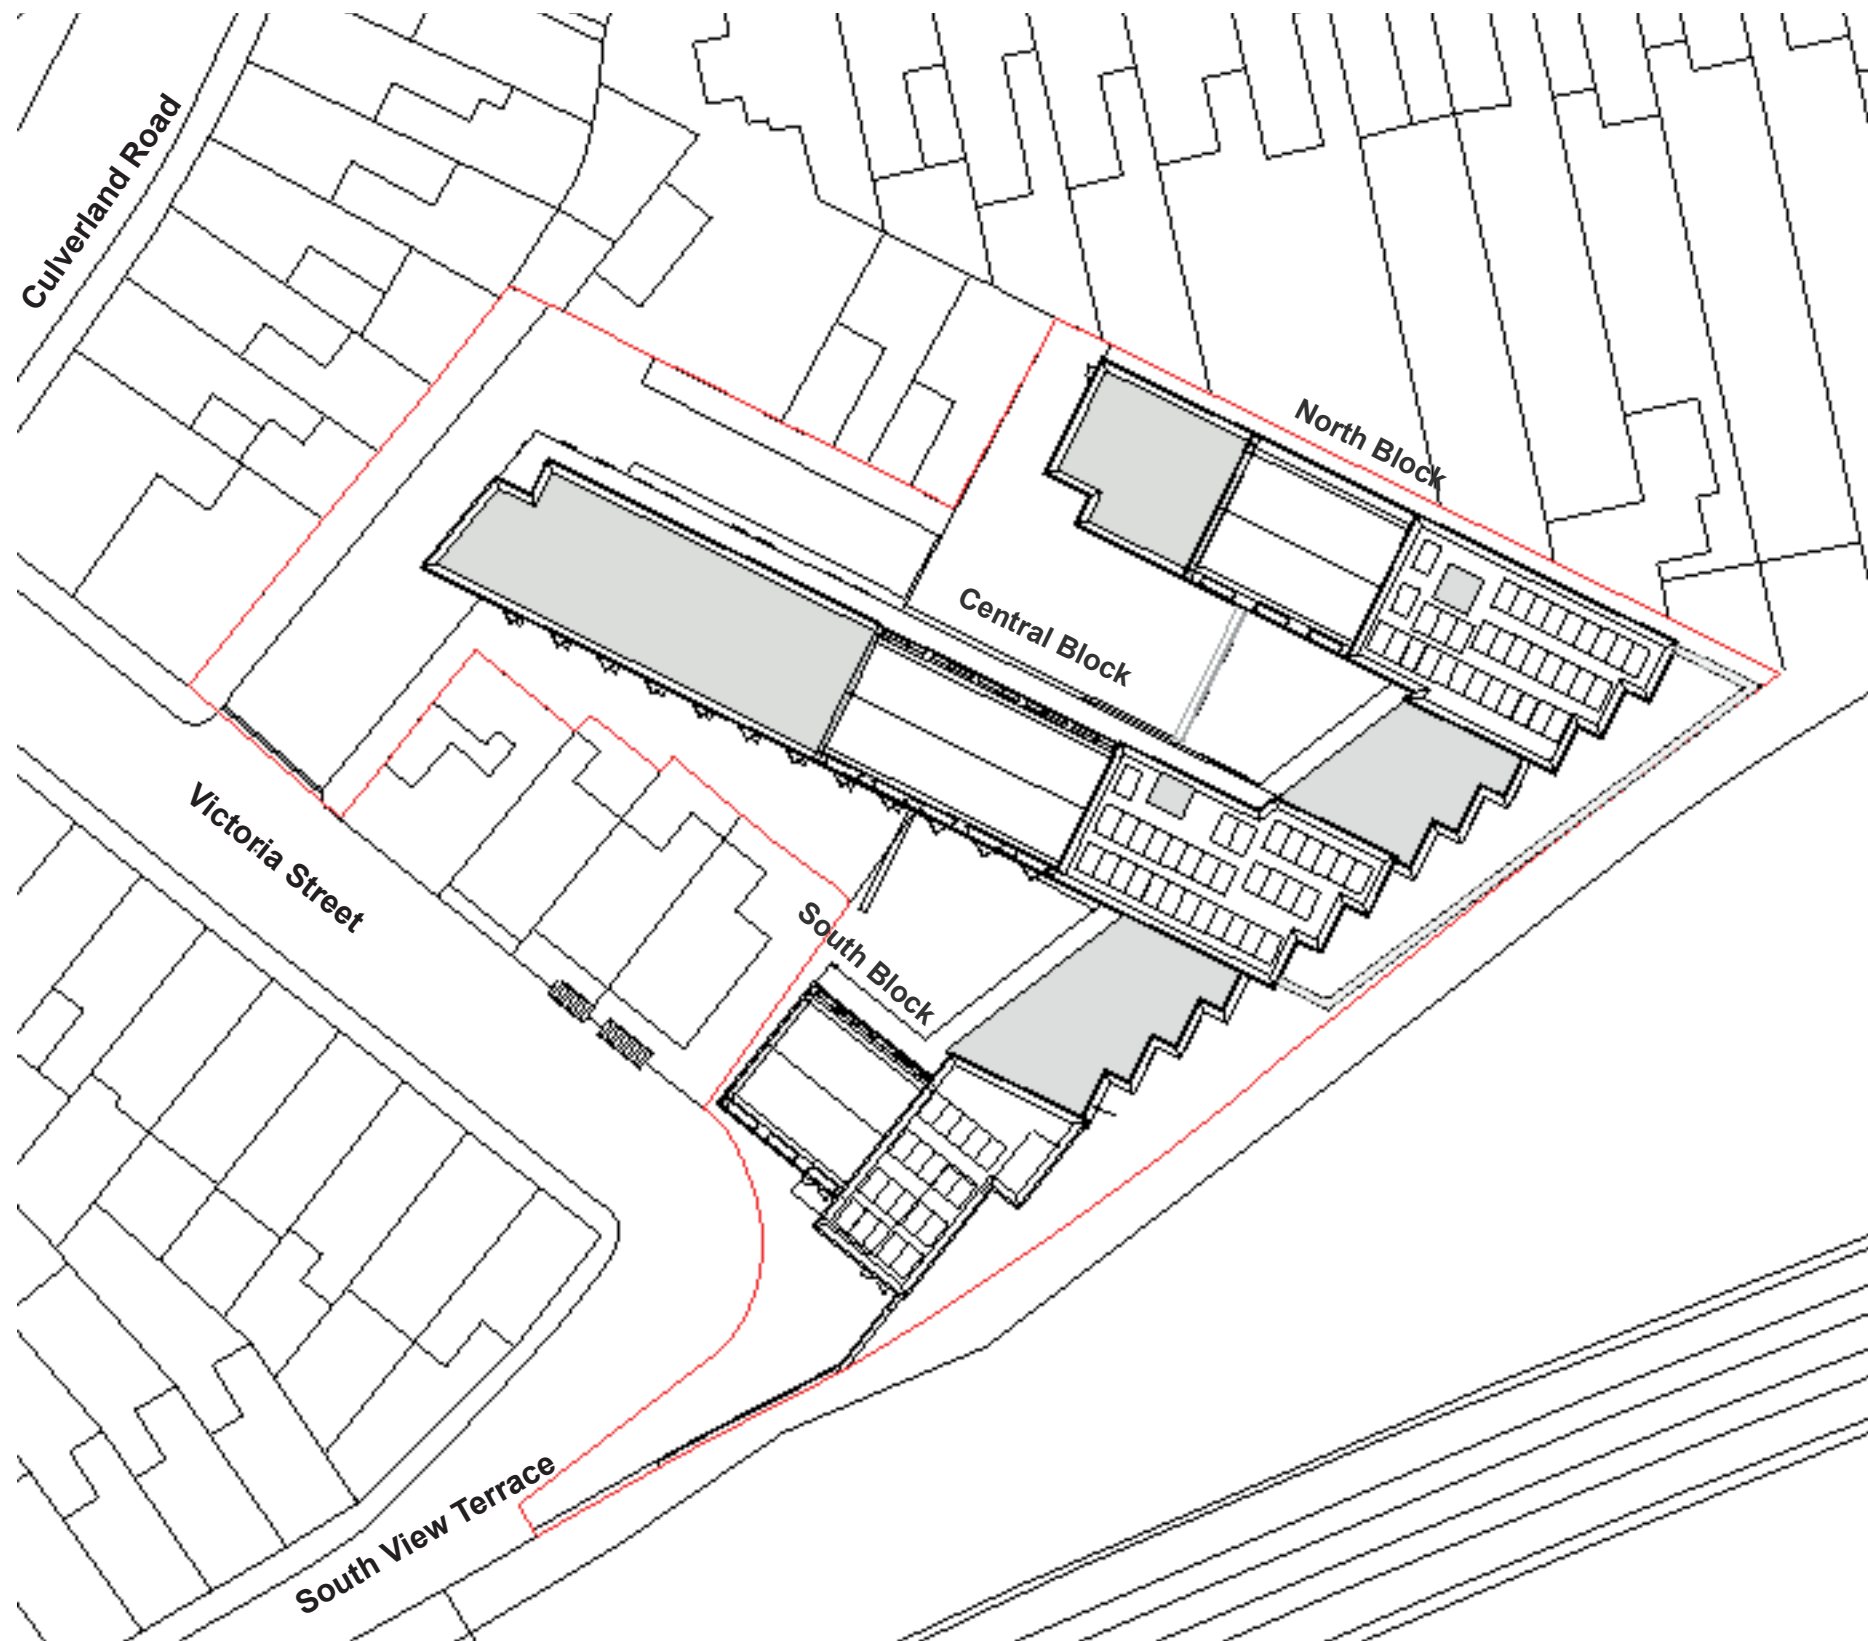 Culverland Road
North Block
Central Block
Victoria Street
South Block
South View Terrace